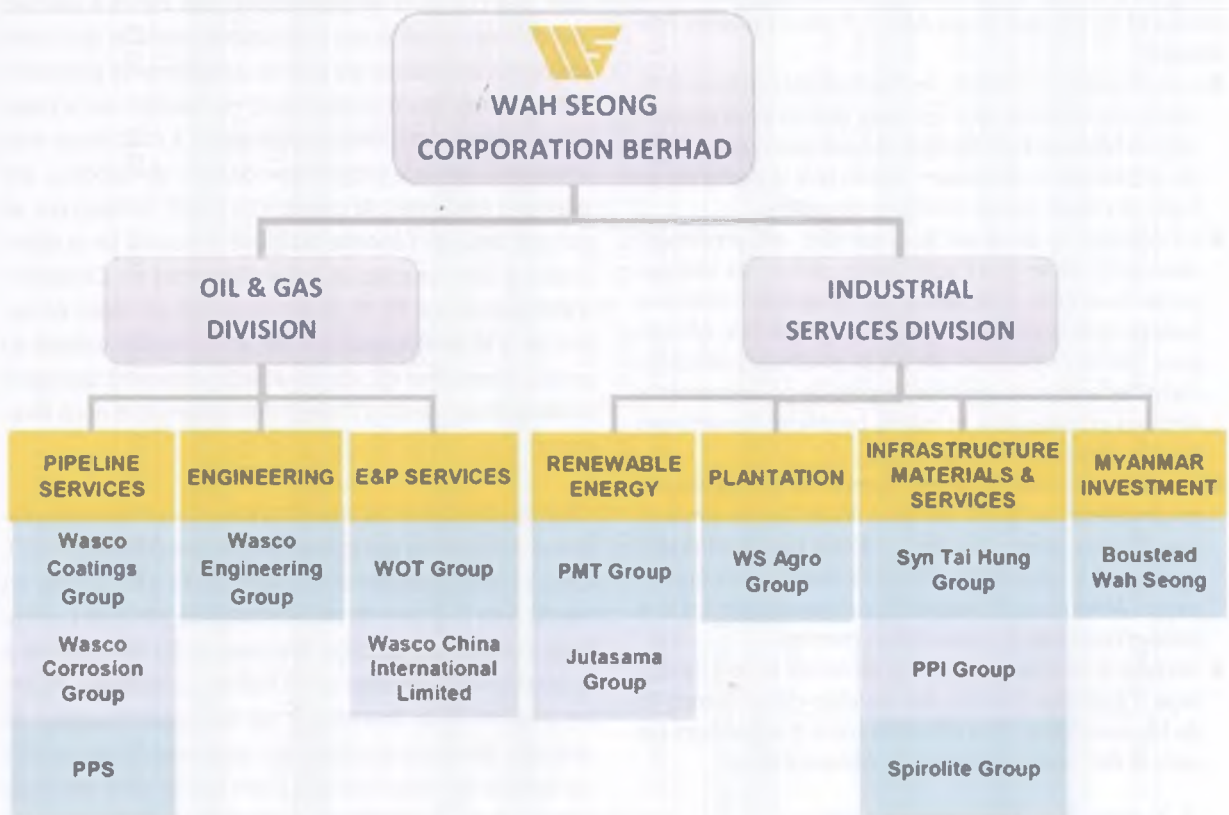 WS
WAH SEONG
CORPORATION BERHAD
OIL & GAS
DIVISION
INDUSTRIAL
SERVICES DIVISION
PIPELINE
SERVICES
ENGINEERING
E&P SERVICES
RENEWABLE
ENERGY
PLANTATION
INFRASTRUCTURE
MATERIALS &
SERVICES
MYANMAR
INVESTMENT
Wasco
Coatings
Group
Wasco
Engineering
Group
WOT Group
PMT Group
WS Agro
Group
Syn Tai Hung
Group
Boustead
Wah Seong
Wasco
Corrosion
Group
Wasco China
International
Limited
Jutasama
Group
PPI Group
PPS
Spirolite Group